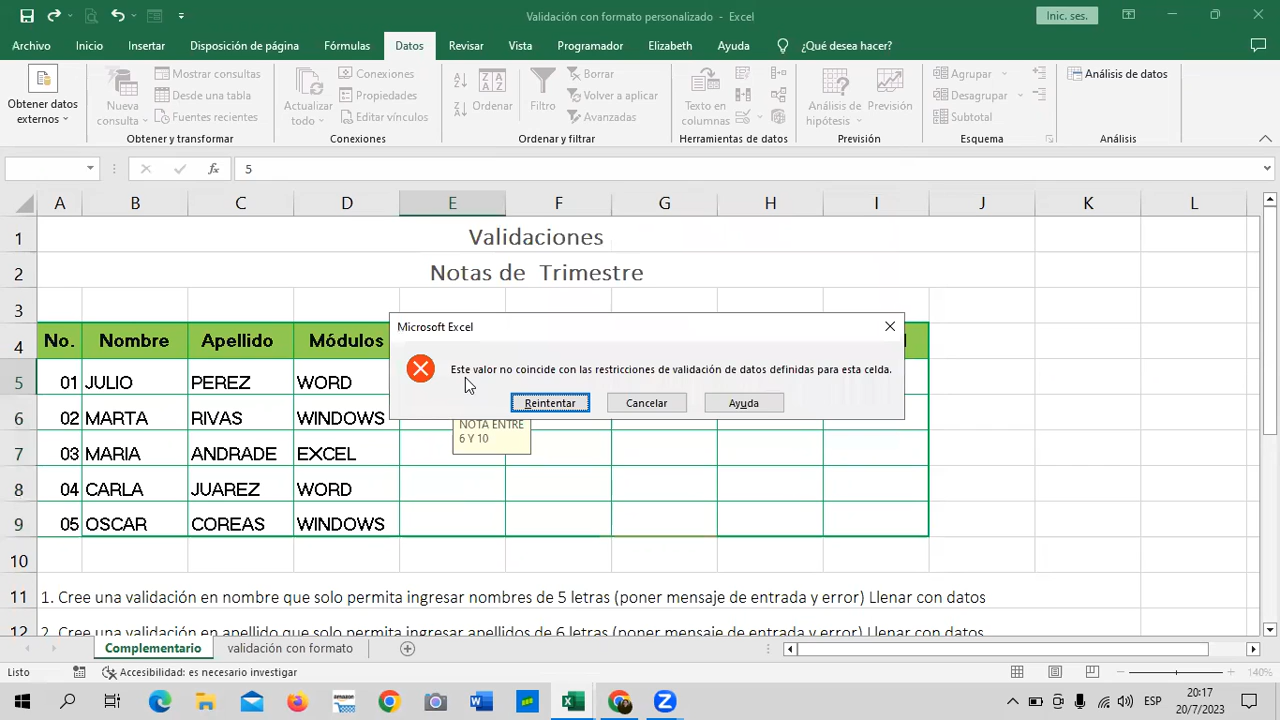 Validación con formato personalizado - Excel
Inic. ses.
Archivo
Inicio
Insertar
Disposición de página
Fórmulas
Datos
Revisar
Vista
Programador
Elizabeth
Ayuda
¿Qué desea hacer?
Obtener datos externos
Nueva consulta
Mostrar consultas
Desde una tabla
Fuentes recientes
Obtener y transformar
Actualizar todo
Conexiones
Propiedades
Editar vínculos
Conexiones
Ordenar
Filtro
Borrar
Volver a aplicar
Avanzadas
Ordenar y filtrar
Texto en columnas
Herramientas de datos
Análisis de hipótesis
Previsión
Previsión
Agrupar
Desagrupar
Subtotal
Esquema
Análisis de datos
Análisis
5
A B C D E F G H I J K L
1 Validaciones
2 Notas de Trimestre
3
4 No. Nombre Apellido Módulos
5 01 JULIO PEREZ WORD
6 02 MARTA RIVAS WINDOWS
7 03 MARIA ANDRADE EXCEL
8 04 CARLA JUAREZ WORD
9 05 OSCAR COREAS WINDOWS
10
11 1. Cree una validación en nombre que solo permita ingresar nombres de 5 letras (poner mensaje de entrada y error) Llenar con datos
12 2. Cree una validación en apellido que solo permita ingresar apellidos de 6 letras (poner mensaje de entrada y error) Llenar con datos
Microsoft Excel
Este valor no coincide con las restricciones de validación de datos definidas para esta celda.
Reintentar
Cancelar
Ayuda
NOTA ENTRE
6 Y 10
Complementario
validación con formato
Listo
Accesibilidad: es necesario investigar
140%
ESP
20:17
20/7/2023